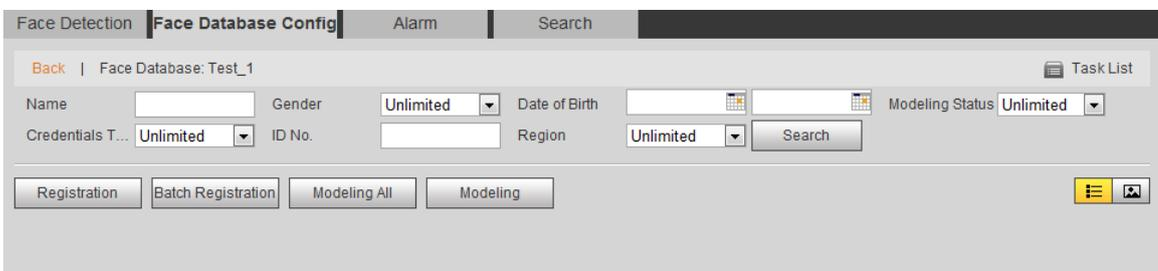 Face Detection Face Database Config Alarm Search
Back | Face Database: Test_1 Task List
Name Gender Unlimited Date of Birth Modeling Status Unlimited
Credentials T... Unlimited ID No. Region Unlimited Search
Registration Batch Registration Modeling All Modeling